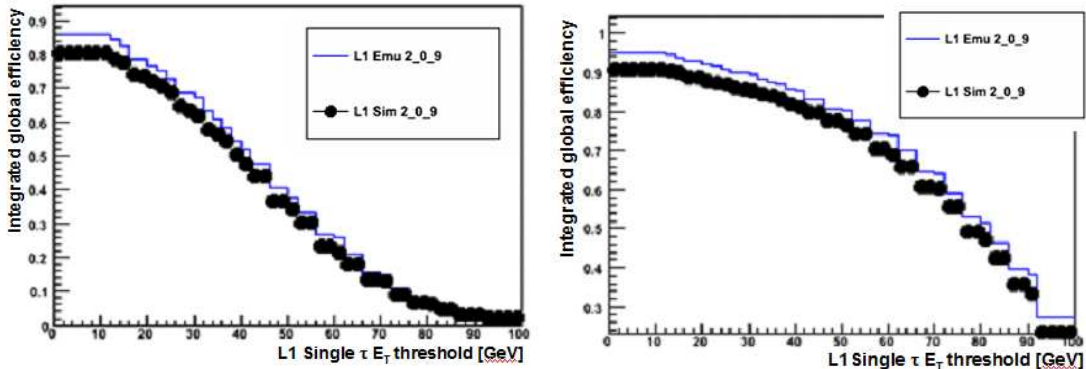 Integrated global efficiency
0.9
0.8
0.7
0.6
0.5
0.4
0.3
0.2
0.1
0
L1 Emu 2_0_9
L1 Sim 2_0_9
0 10 20 30 40 50 60 70 80 90 100
L1 Single τ E_T threshold [GeV]
Integrated global efficiency
1
0.9
0.8
0.7
0.6
0.5
0.4
0.3
L1 Emu 2_0_9
L1 Sim 2_0_9
0 10 20 30 40 50 60 70 80 90 100
L1 Single τ E_T threshold [GeV]